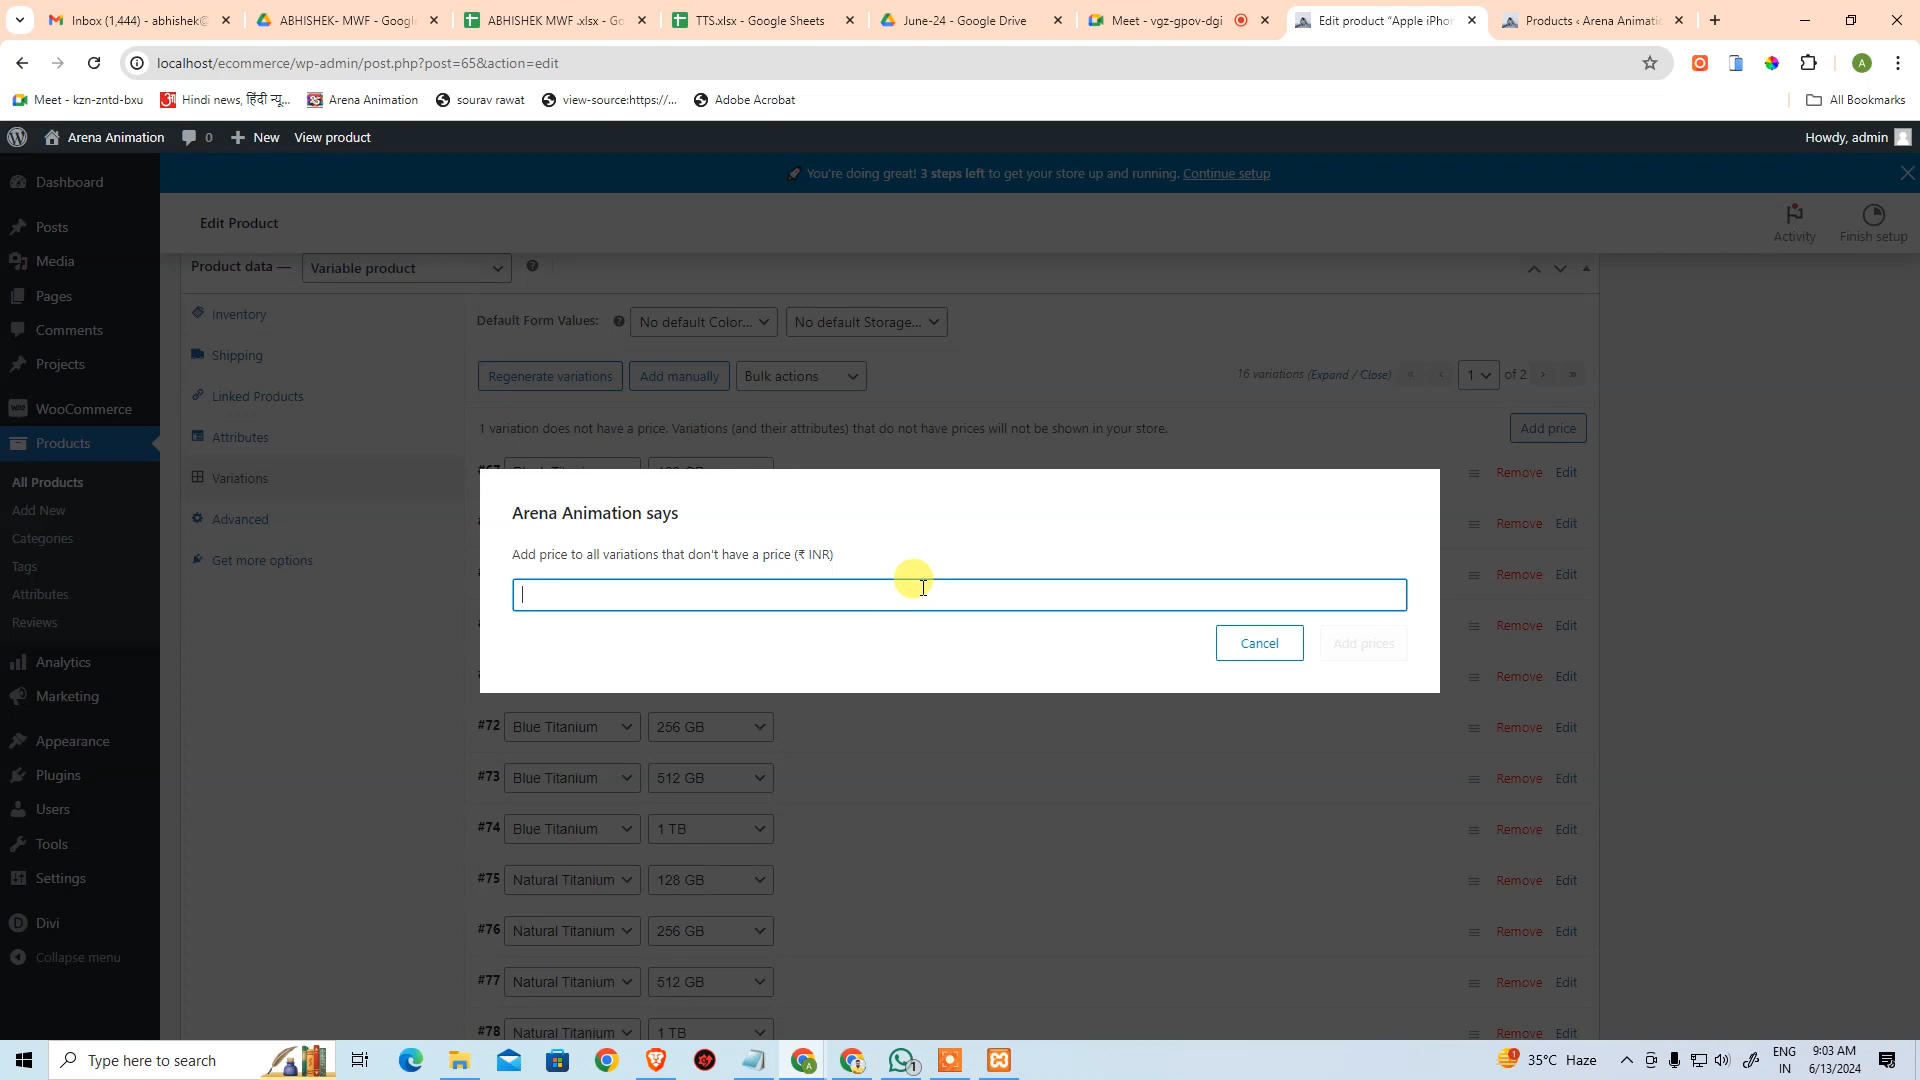 Inbox (1,444) - abhishek@
ABHISHEK- MWF - Googl
ABHISHEK MWF .xlsx - Go
TTS.xlsx - Google Sheets
June-24 - Google Drive
Meet - vgz-gpov-dgi
Edit product “Apple iPho
Products ‹ Arena Animati
localhost/ecommerce/wp-admin/post.php?post=65&action=edit
Meet - kzn-zntd-bxu
Hindi news, हिंदी न्यू...
Arena Animation
sourav rawat
view-source:https://...
Adobe Acrobat
All Bookmarks
Arena Animation
0
New
View product
Howdy, admin
You're doing great! 3 steps left to get your store up and running. Continue setup
Dashboard
Posts
Media
Pages
Comments
Projects
WooCommerce
Products
All Products
Add New
Categories
Tags
Attributes
Reviews
Analytics
Marketing
Appearance
Plugins
Users
Tools
Settings
Divi
Collapse menu
Edit Product
Activity
Finish setup
Product data —
Variable product
Inventory
Shipping
Linked Products
Attributes
Variations
Advanced
Get more options
Default Form Values:
No default Color...
No default Storage...
Regenerate variations
Add manually
Bulk actions
16 variations (Expand / Close)
«
‹
1
of 2
›
»
1 variation does not have a price. Variations (and their attributes) that do not have prices will not be shown in your store.
Add price
Remove Edit
Remove Edit
Remove Edit
Remove Edit
Remove Edit
Arena Animation says
Add price to all variations that don't have a price (₹ INR)
Cancel
Add prices
#72 Blue Titanium 256 GB Remove Edit
#73 Blue Titanium 512 GB Remove Edit
#74 Blue Titanium 1 TB Remove Edit
#75 Natural Titanium 128 GB Remove Edit
#76 Natural Titanium 256 GB Remove Edit
#77 Natural Titanium 512 GB Remove Edit
#78 Natural Titanium 1 TB Remove Edit
Type here to search
1
35°C Haze
ENG
IN
9:03 AM
6/13/2024